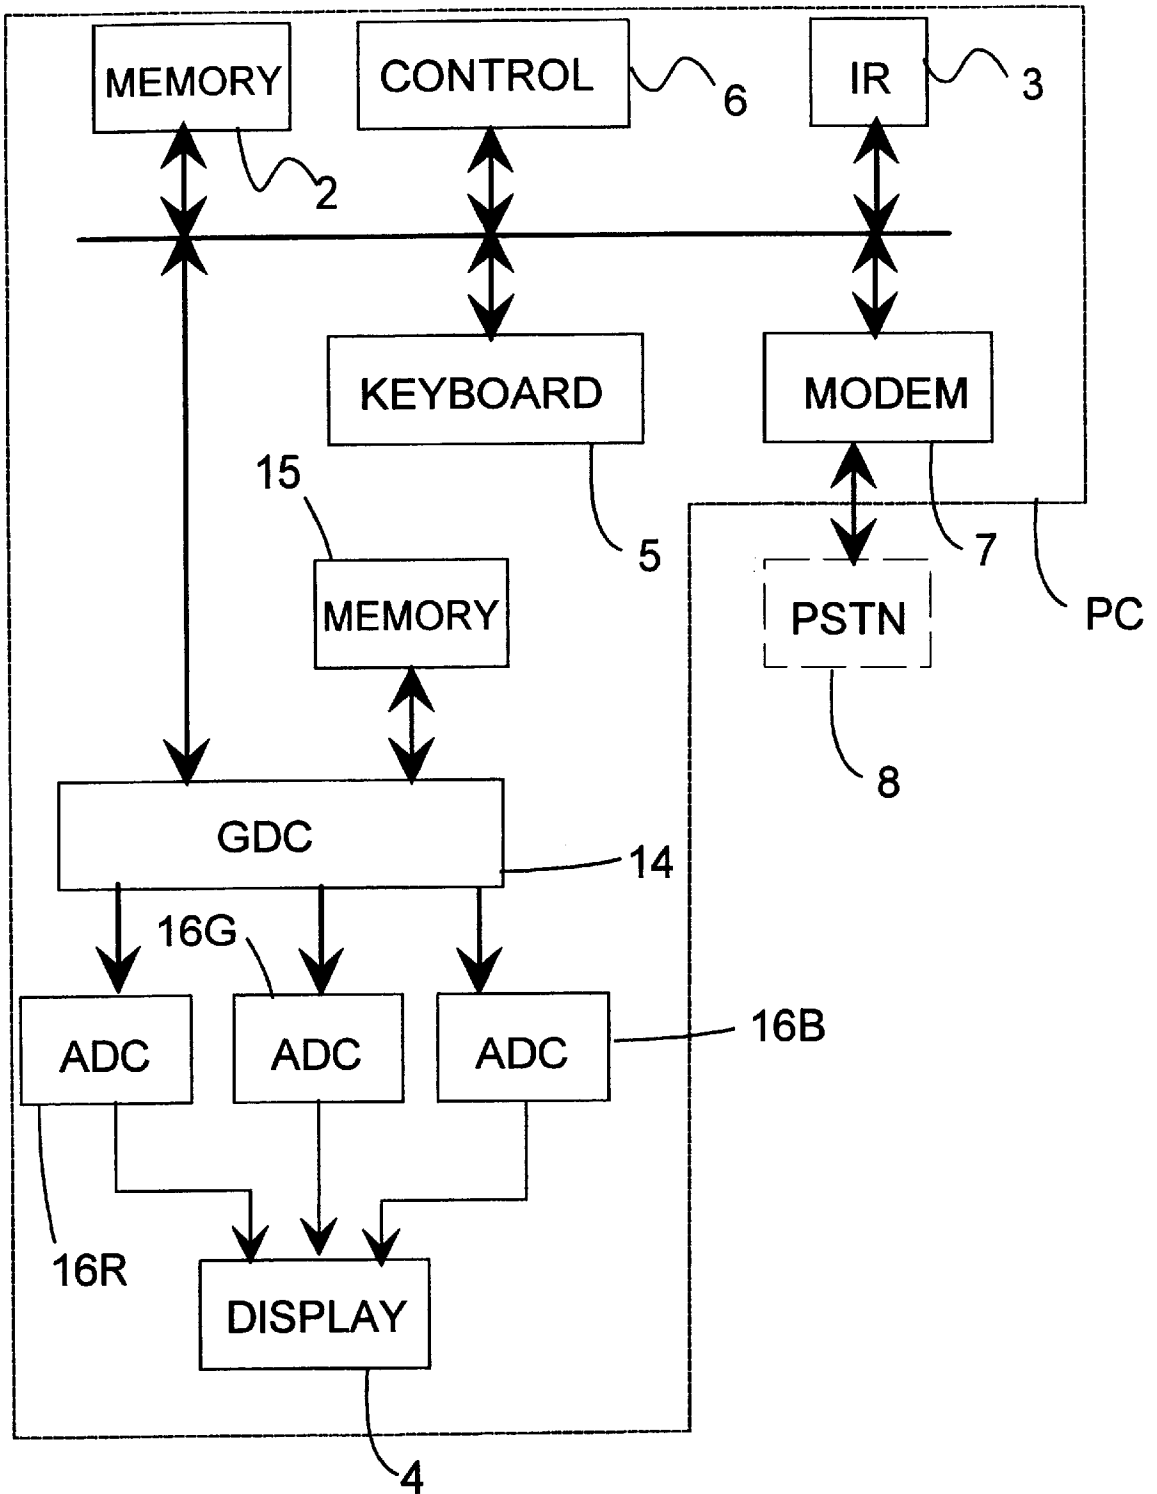 MEMORY
CONTROL
IR
6
3
2
KEYBOARD
MODEM
15
5
7
MEMORY
PSTN
PC
8
GDC
14
16G
ADC
ADC
ADC
16B
16R
DISPLAY
4